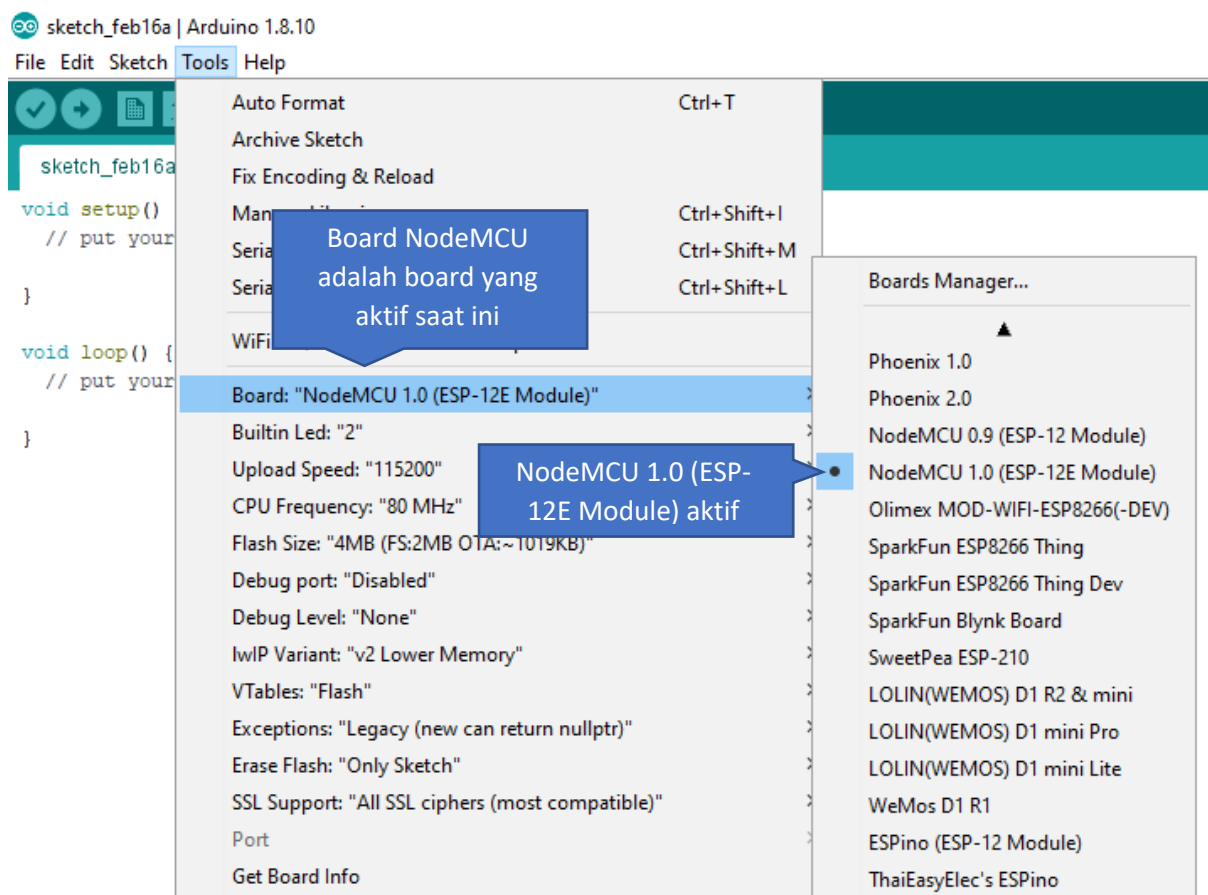 sketch_feb16a | Arduino 1.8.10
File Edit Sketch Tools Help
sketch_feb16a
void setup()
// put your
}
void loop() {
// put your
}
Auto Format Ctrl+T
Archive Sketch
Fix Encoding & Reload
Ctrl+Shift+I
Ctrl+Shift+M
Ctrl+Shift+L
WiFi
Board: "NodeMCU 1.0 (ESP-12E Module)"
Builtin Led: "2"
Upload Speed: "115200"
CPU Frequency: "80 MHz"
Flash Size: "4MB (FS:2MB OTA:~1019KB)"
Debug port: "Disabled"
Debug Level: "None"
lwIP Variant: "v2 Lower Memory"
VTables: "Flash"
Exceptions: "Legacy (new can return nullptr)"
Erase Flash: "Only Sketch"
SSL Support: "All SSL ciphers (most compatible)"
Port
Get Board Info
Board NodeMCU
adalah board yang
aktif saat ini
NodeMCU 1.0 (ESP-
12E Module) aktif
Boards Manager...
Phoenix 1.0
Phoenix 2.0
NodeMCU 0.9 (ESP-12 Module)
NodeMCU 1.0 (ESP-12E Module)
Olimex MOD-WIFI-ESP8266(-DEV)
SparkFun ESP8266 Thing
SparkFun ESP8266 Thing Dev
SparkFun Blynk Board
SweetPea ESP-210
LOLIN(WEMOS) D1 R2 & mini
LOLIN(WEMOS) D1 mini Pro
LOLIN(WEMOS) D1 mini Lite
WeMos D1 R1
ESPino (ESP-12 Module)
ThaiEasyElec's ESPino